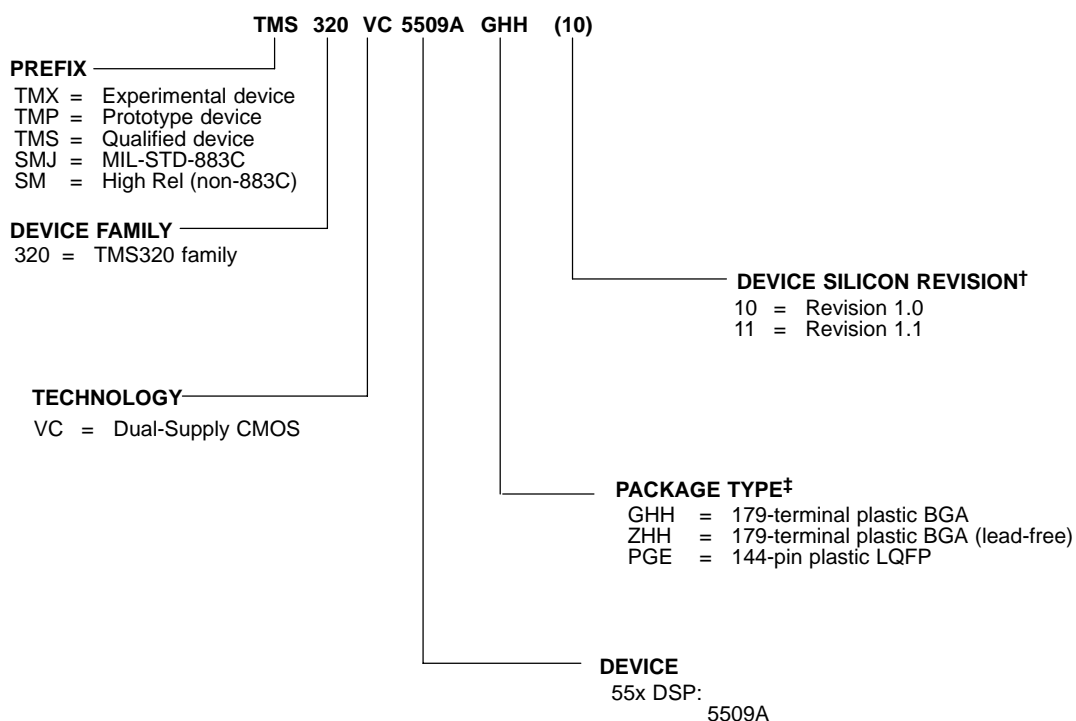 TMS 320 VC 5509A GHH (10)
PREFIX
TMX = Experimental device
TMP = Prototype device
TMS = Qualified device
SMJ = MIL-STD-883C
SM = High Rel (non-883C)
DEVICE FAMILY
320 = TMS320 family
DEVICE SILICON REVISION†
10 = Revision 1.0
11 = Revision 1.1
TECHNOLOGY
VC = Dual-Supply CMOS
PACKAGE TYPE‡
GHH = 179-terminal plastic BGA
ZHH = 179-terminal plastic BGA (lead-free)
PGE = 144-pin plastic LQFP
DEVICE
55x DSP:
5509A